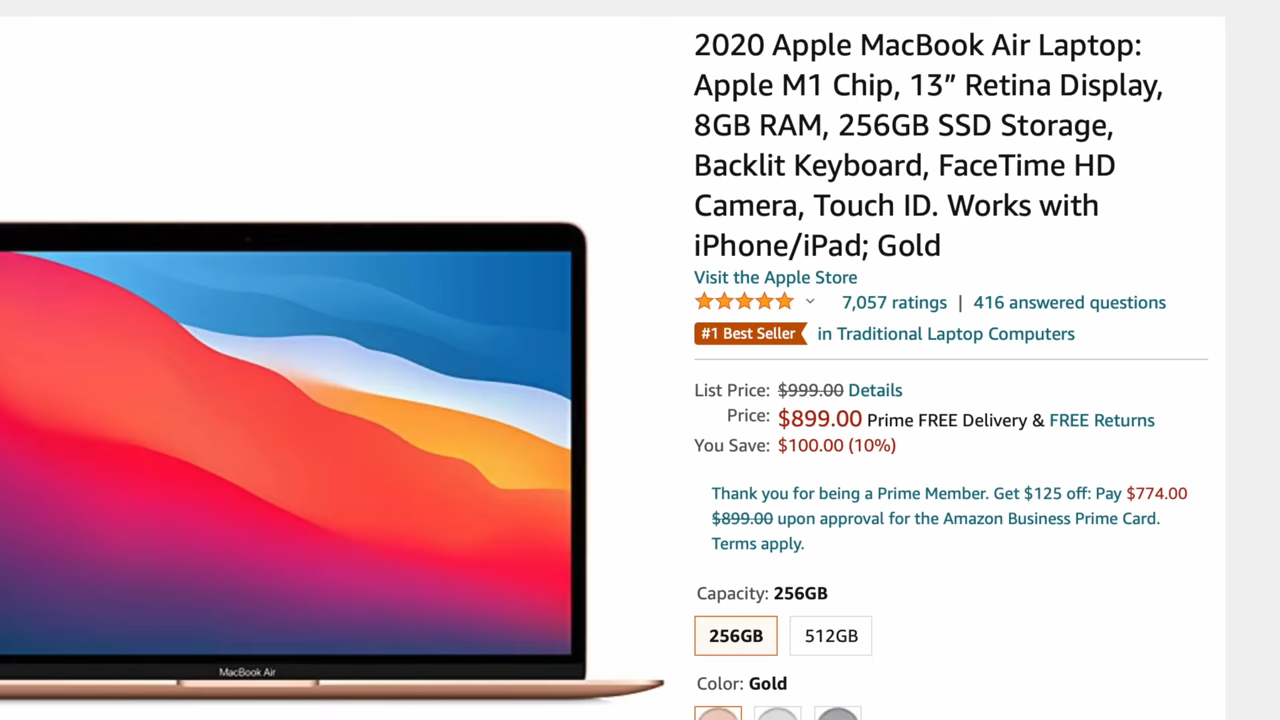 2020 Apple MacBook Air Laptop:
Apple M1 Chip, 13” Retina Display,
8GB RAM, 256GB SSD Storage,
Backlit Keyboard, FaceTime HD
Camera, Touch ID. Works with
iPhone/iPad; Gold
Visit the Apple Store
7,057 ratings | 416 answered questions
#1 Best Seller in Traditional Laptop Computers
List Price: $999.00 Details
Price: $899.00 Prime FREE Delivery & FREE Returns
You Save: $100.00 (10%)
Thank you for being a Prime Member. Get $125 off: Pay $774.00
$899.00 upon approval for the Amazon Business Prime Card.
Terms apply.
Capacity: 256GB
256GB 512GB
Color: Gold
MacBook Air